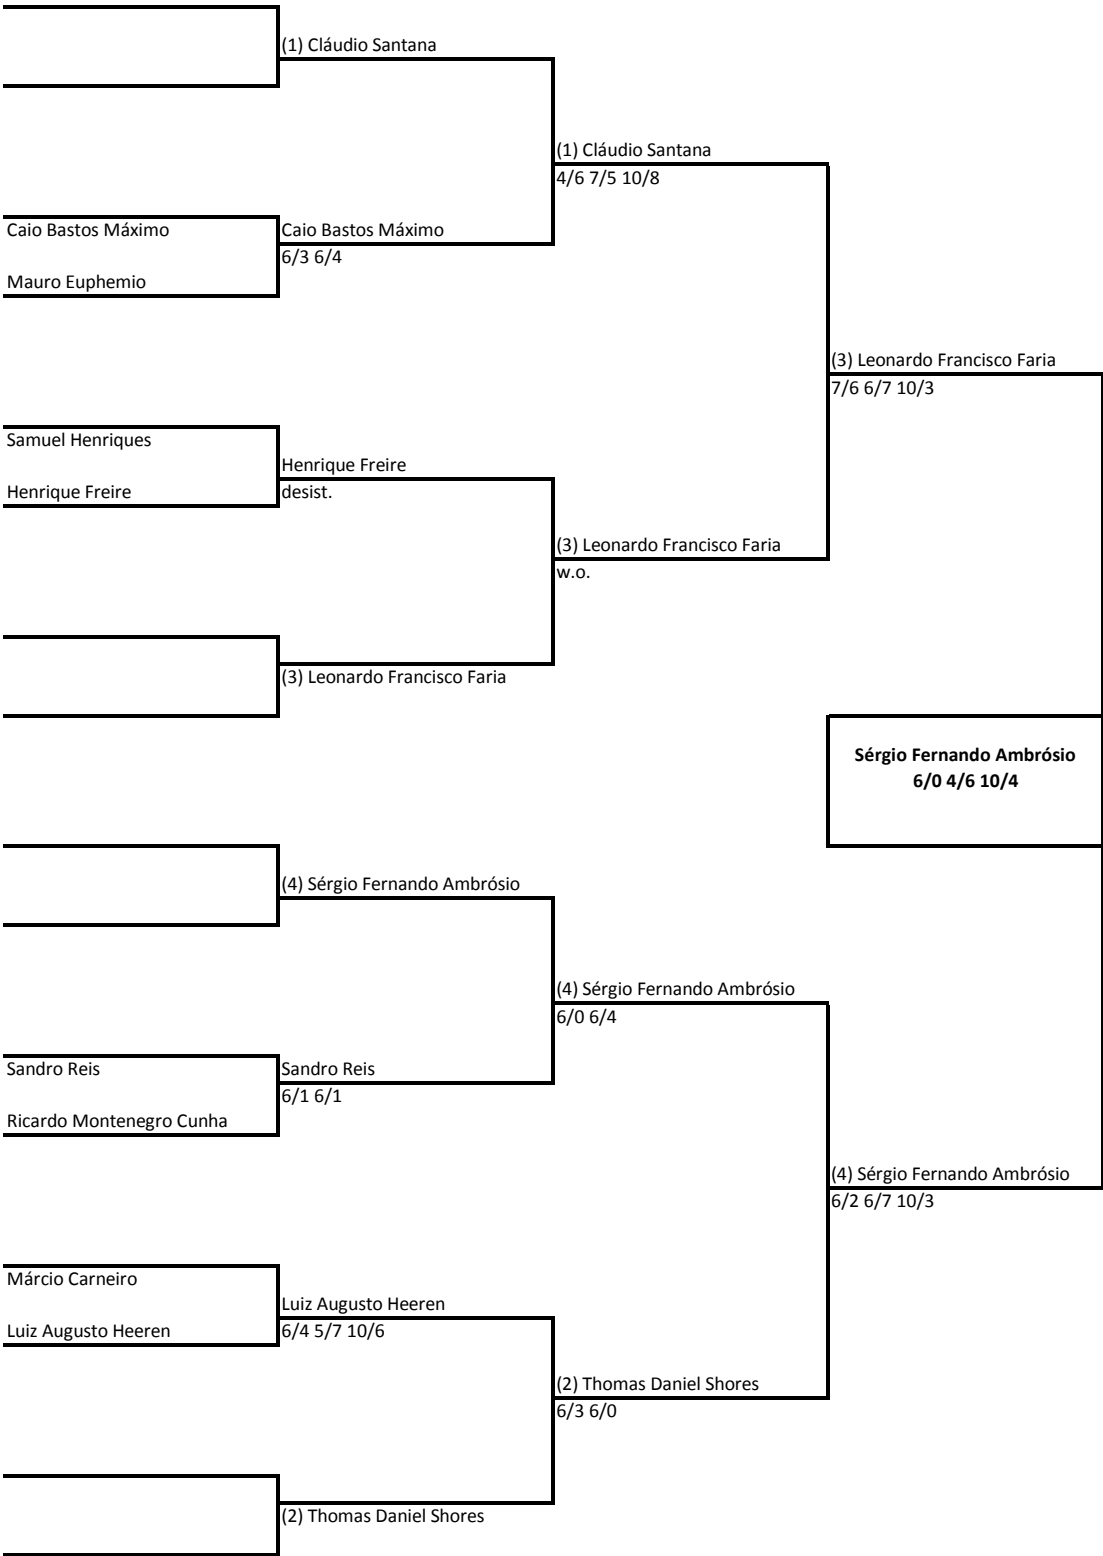 (1) Cláudio Santana
(1) Cláudio Santana
4/6 7/5 10/8
Caio Bastos Máximo
Caio Bastos Máximo
6/3 6/4
Mauro Euphemio
(3) Leonardo Francisco Faria
7/6 6/7 10/3
Samuel Henriques
Henrique Freire
Henrique Freire
desist.
(3) Leonardo Francisco Faria
w.o.
(3) Leonardo Francisco Faria
Sérgio Fernando Ambrósio
6/0 4/6 10/4
(4) Sérgio Fernando Ambrósio
(4) Sérgio Fernando Ambrósio
6/0 6/4
Sandro Reis
Sandro Reis
6/1 6/1
Ricardo Montenegro Cunha
(4) Sérgio Fernando Ambrósio
6/2 6/7 10/3
Márcio Carneiro
Luiz Augusto Heeren
Luiz Augusto Heeren
6/4 5/7 10/6
(2) Thomas Daniel Shores
6/3 6/0
(2) Thomas Daniel Shores